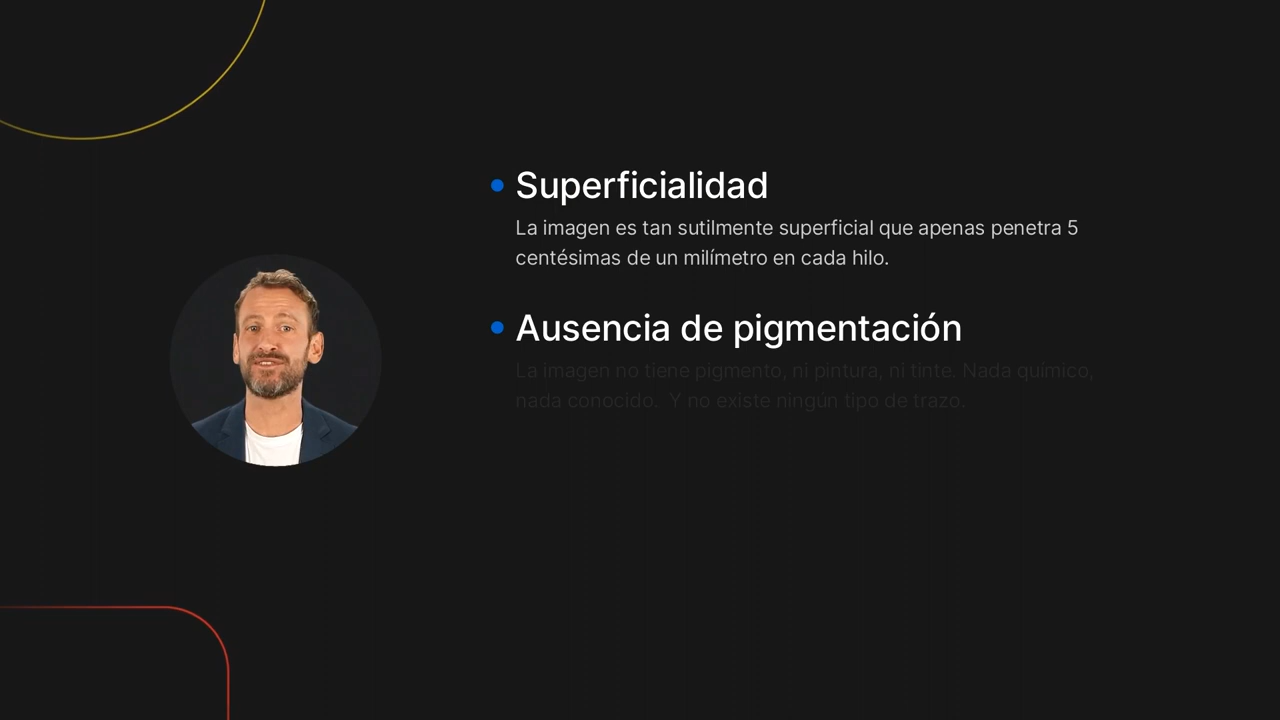 Superficialidad
La imagen es tan sutilmente superficial que apenas penetra 5
centésimas de un milímetro en cada hilo.
Ausencia de pigmentación
La imagen no tiene pigmento, ni pintura, ni tinte. Nada químico,
nada conocido.  Y no existe ningún tipo de trazo.